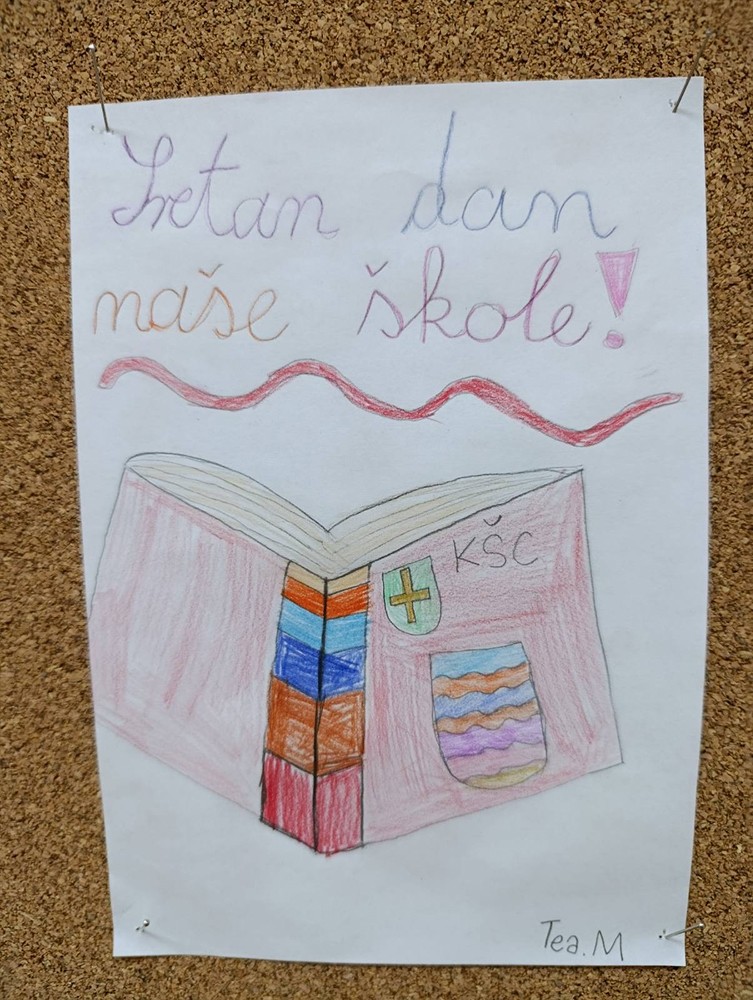 Sretan dan
naše škole!
KŠC
Tea.M